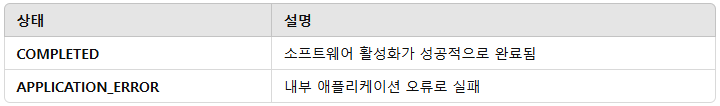 상태 설명
COMPLETED 소프트웨어 활성화가 성공적으로 완료됨
APPLICATION_ERROR 내부 애플리케이션 오류로 실패